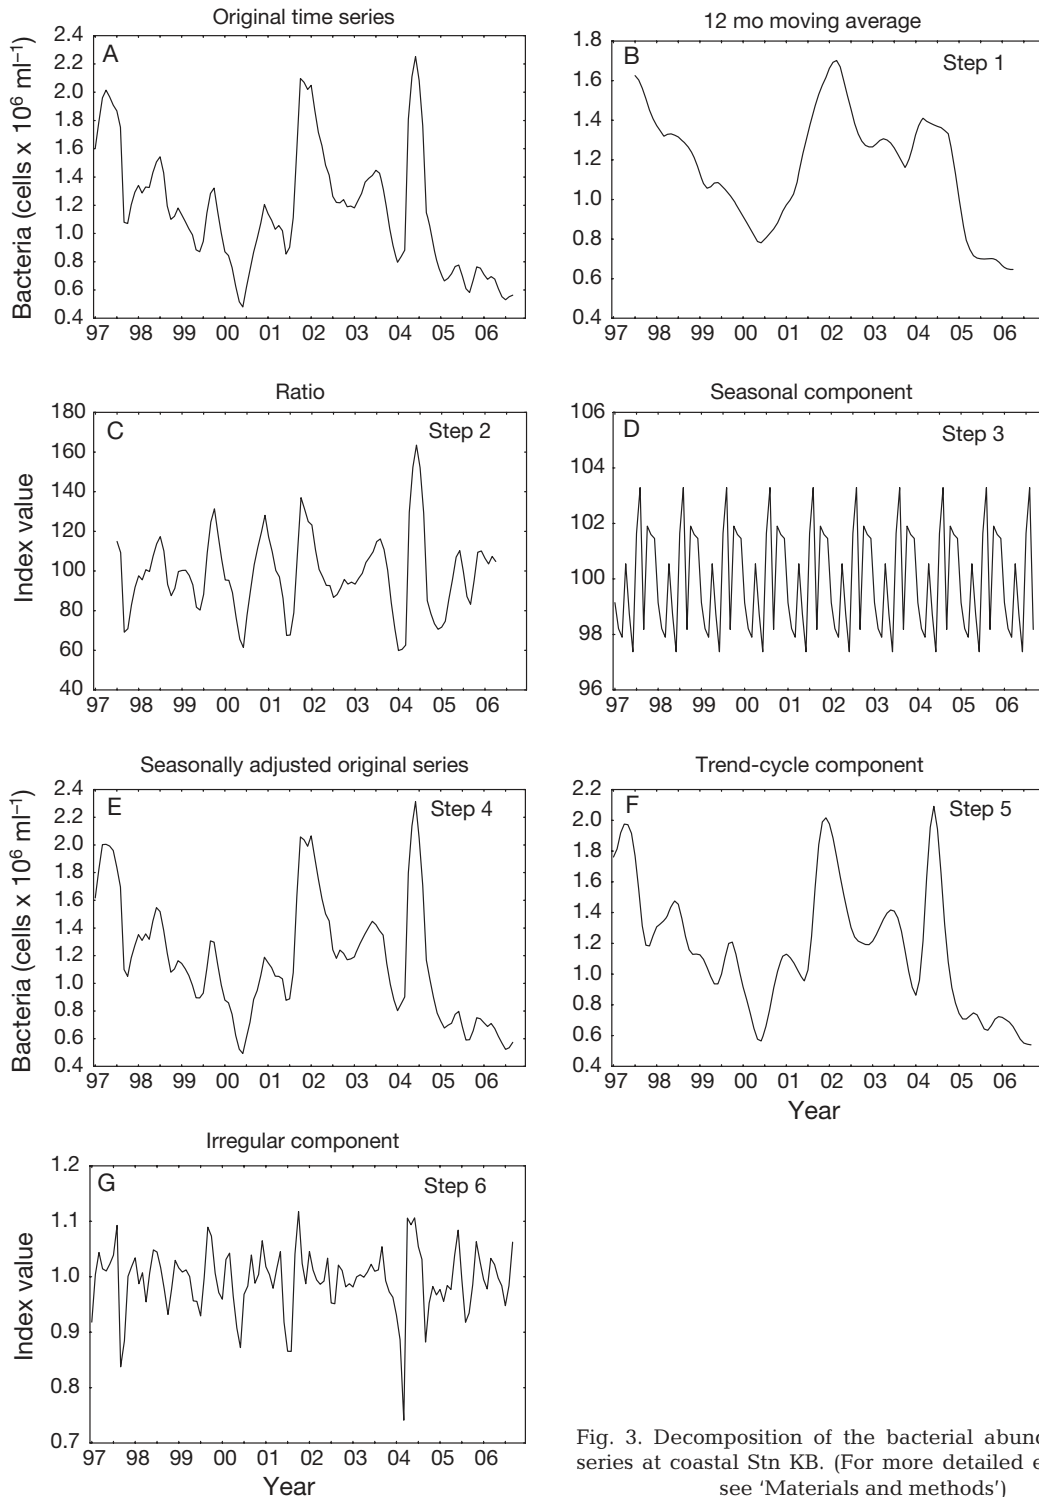 Original time series
A
2.4
2.2
2.0
1.8
1.6
1.4
1.2
1.0
0.8
0.6
0.4
Bacteria (cells x 10⁶ ml⁻¹)
97 98 99 00 01 02 03 04 05 06
12 mo moving average
B
Step 1
1.8
1.6
1.4
1.2
1.0
0.8
0.6
0.4
97 98 99 00 01 02 03 04 05 06
Ratio
C
Step 2
180
160
140
120
100
80
60
40
Index value
97 98 99 00 01 02 03 04 05 06
Seasonal component
D
Step 3
106
104
102
100
98
96
97 98 99 00 01 02 03 04 05 06
Seasonally adjusted original series
E
Step 4
2.4
2.2
2.0
1.8
1.6
1.4
1.2
1.0
0.8
0.6
0.4
Bacteria (cells x 10⁶ ml⁻¹)
97 98 99 00 01 02 03 04 05 06
Trend-cycle component
F
Step 5
2.2
2.0
1.8
1.6
1.4
1.2
1.0
0.8
0.6
0.4
97 98 99 00 01 02 03 04 05 06
Year
Irregular component
G
Step 6
1.2
1.1
1.0
0.9
0.8
0.7
Index value
97 98 99 00 01 02 03 04 05 06
Year
Fig. 3. Decomposition of the bacterial abun
series at coastal Stn KB. (For more detailed e
see ‘Materials and methods’)